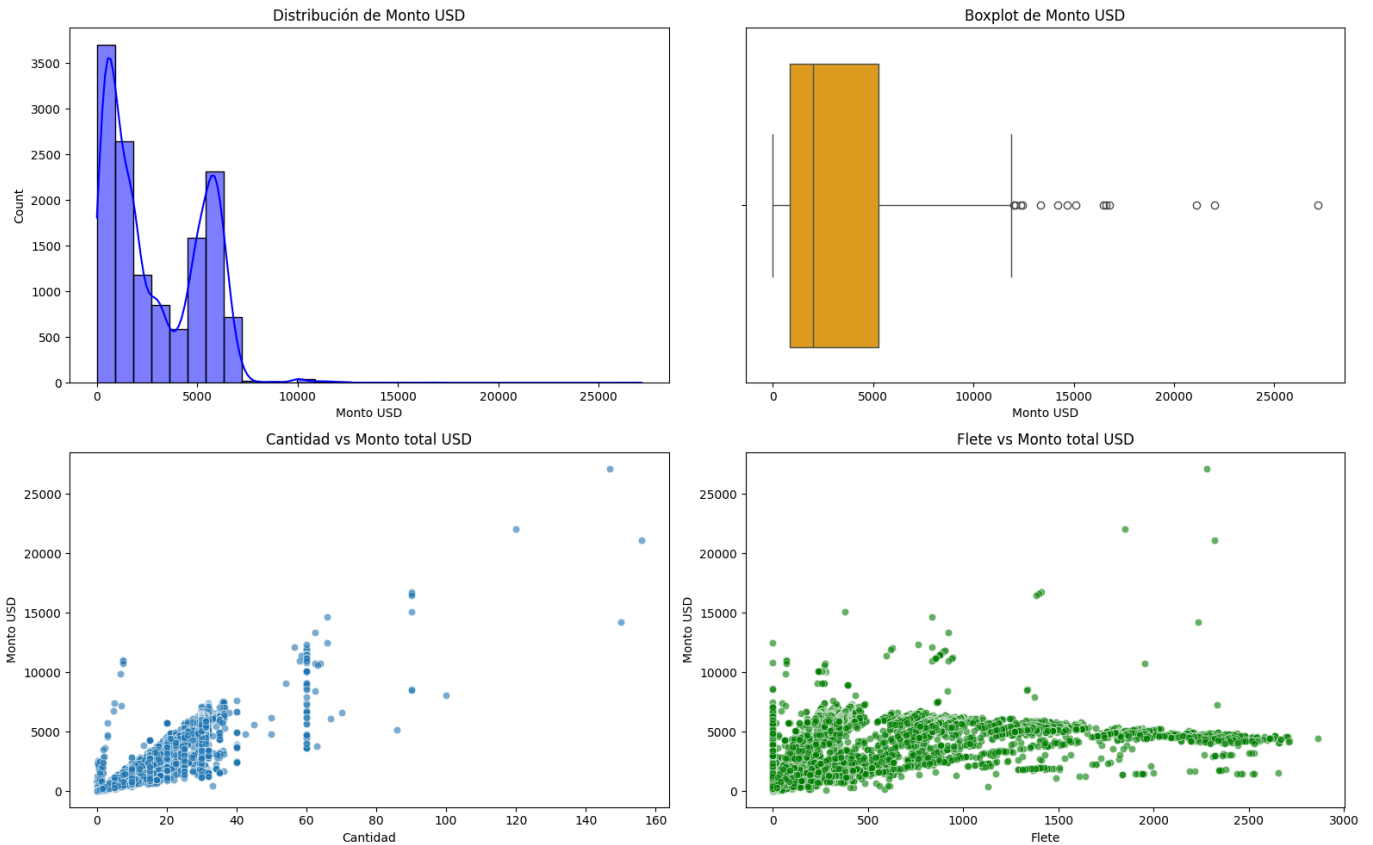 Distribución de Monto USD
3500
3000
2500
2000
1500
1000
500
0
Count
0 5000 10000 15000 20000 25000
Monto USD
Boxplot de Monto USD
0 5000 10000 15000 20000 25000
Monto USD
Cantidad vs Monto total USD
25000
20000
15000
10000
5000
0
Monto USD
0 20 40 60 80 100 120 140 160
Cantidad
Flete vs Monto total USD
25000
20000
15000
10000
5000
0
Monto USD
0 500 1000 1500 2000 2500 3000
Flete